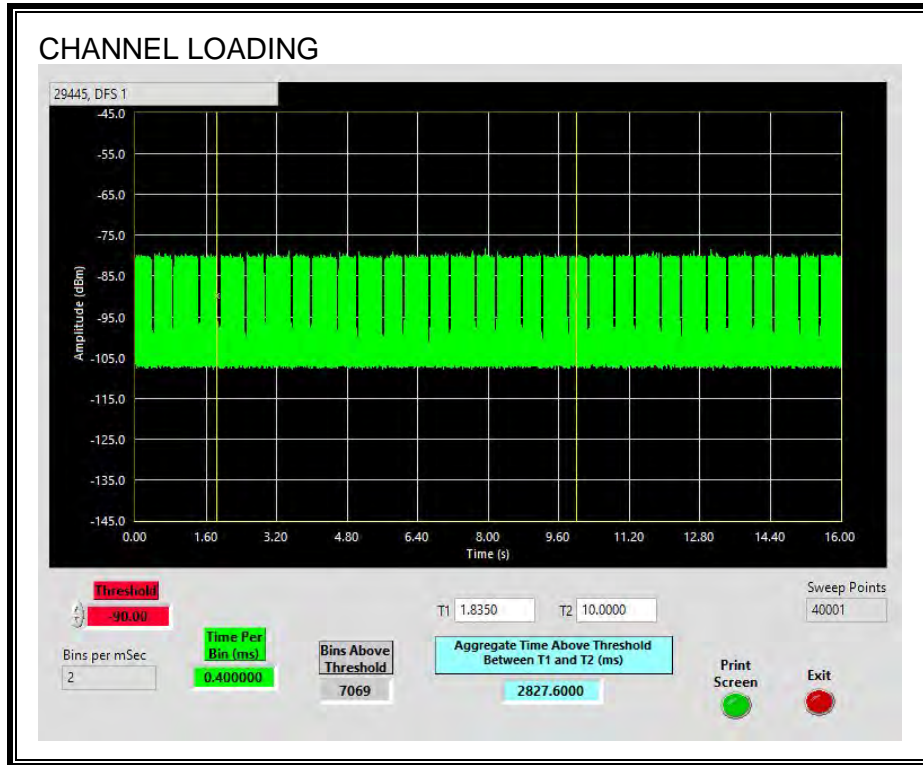 CHANNEL LOADING
29445, DFS 1
-45.0
-55.0
-65.0
-75.0
-85.0
-95.0
-105.0
-115.0
-125.0
-135.0
-145.0
Amplitude (dBm)
0.00 1.60 3.20 4.80 6.40 8.00 9.60 11.20 12.80 14.40 16.00
Time (s)
Threshold
-90.00
Bins per mSec
2
Time Per
Bin (ms)
0.400000
Bins Above
Threshold
7069
T1 1.8350 T2 10.0000
Aggregate Time Above Threshold
Between T1 and T2 (ms)
2827.6000
Sweep Points
40001
Print
Screen
Exit